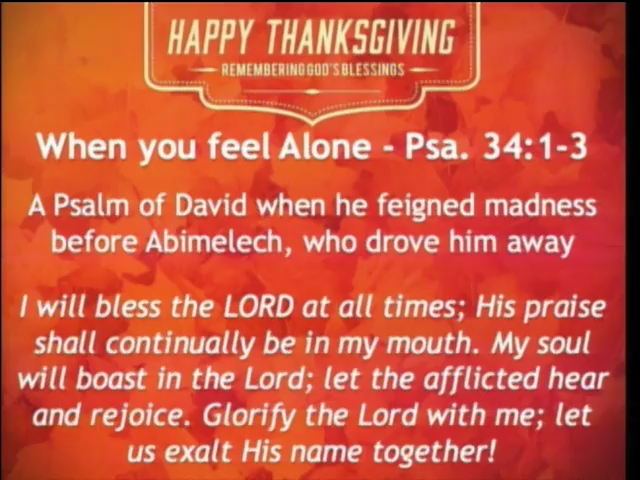 HAPPY THANKSGIVING
REMEMBERING GOD'S BLESSINGS
When you feel Alone - Psa. 34:1-3
A Psalm of David when he feigned madness
before Abimelech, who drove him away
I will bless the LORD at all times; His praise
shall continually be in my mouth. My soul
will boast in the Lord; let the afflicted hear
and rejoice. Glorify the Lord with me; let
us exalt His name together!